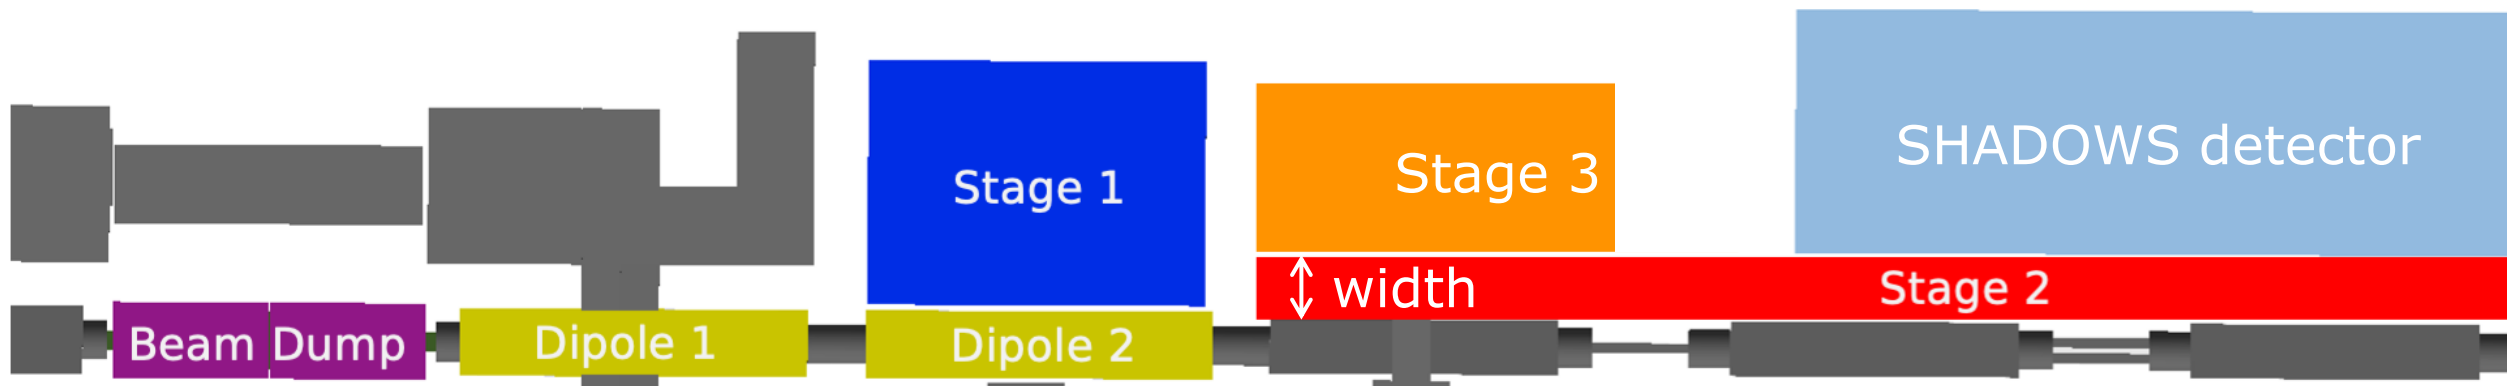 Stage 1
Stage 3
SHADOWS detector
width
Stage 2
Beam Dump
Dipole 1
Dipole 2